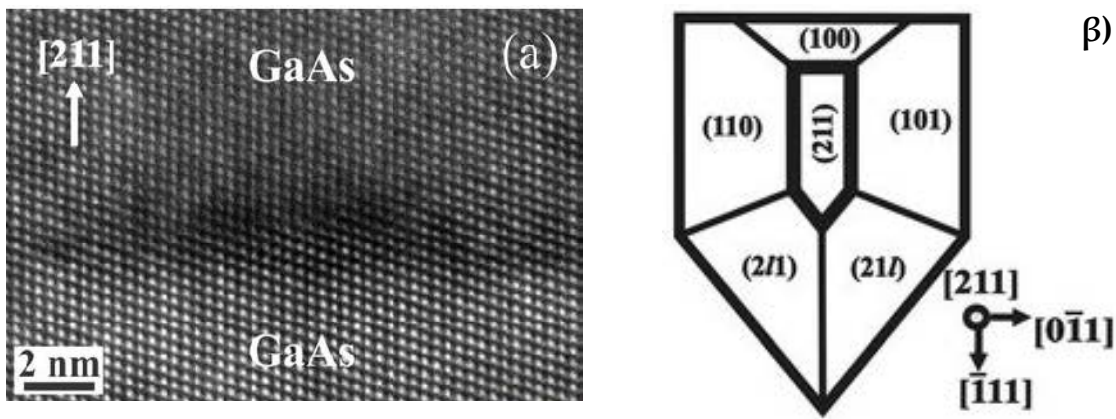 [211]
GaAs
(a)
GaAs
2 nm
β)
(100)
(110)
(211)
(101)
(2l1)
(21l)
[211]
[01̄1]
[1̄11]